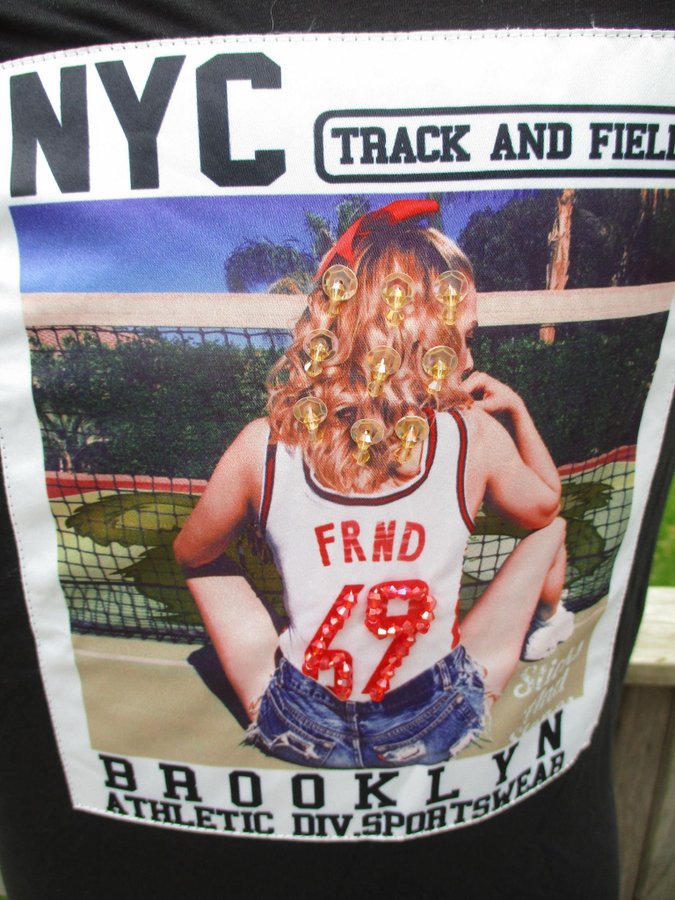 NYC
TRACK AND FIEL
FRND
69
BROOKLYN
ATHLETIC DIV.SPORTSWEAR